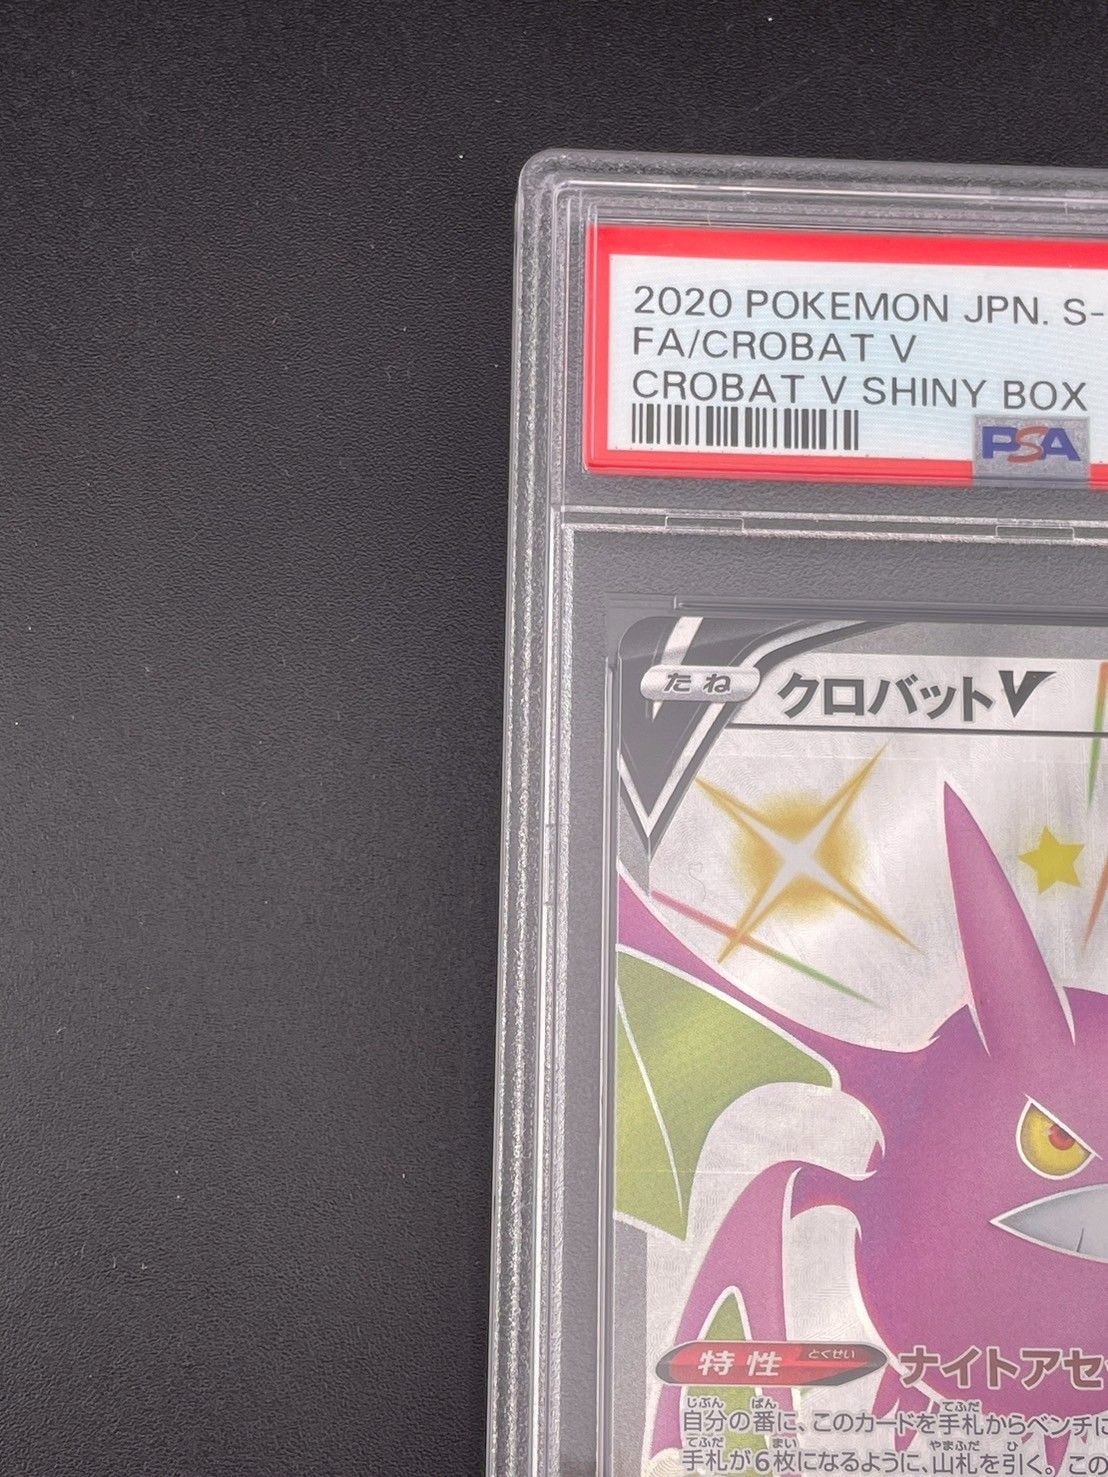 2020 POKEMON JPN. S-
FA/CROBAT V
CROBAT V SHINY BOX
PSA
たね クロバットV
特性 とくせい ナイトアセ
じぶん ばん てふだ
自分の番に、このカードを手札からベンチに
てふだ まい やまふだ ひ
手札が6枚になるように、山札を引く。この